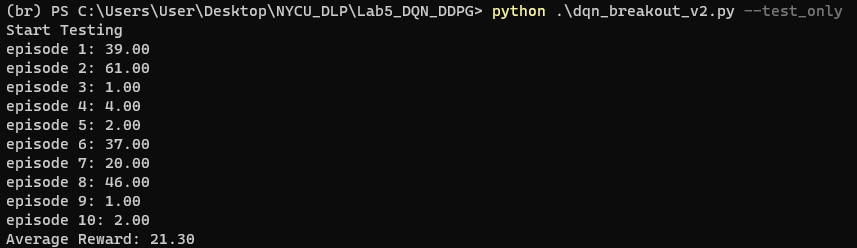 (br) PS C:\Users\User\Desktop\NYCU_DLP\Lab5_DQN_DDPG> python .\dqn_breakout_v2.py --test_only
Start Testing
episode 1: 39.00
episode 2: 61.00
episode 3: 1.00
episode 4: 4.00
episode 5: 2.00
episode 6: 37.00
episode 7: 20.00
episode 8: 46.00
episode 9: 1.00
episode 10: 2.00
Average Reward: 21.30